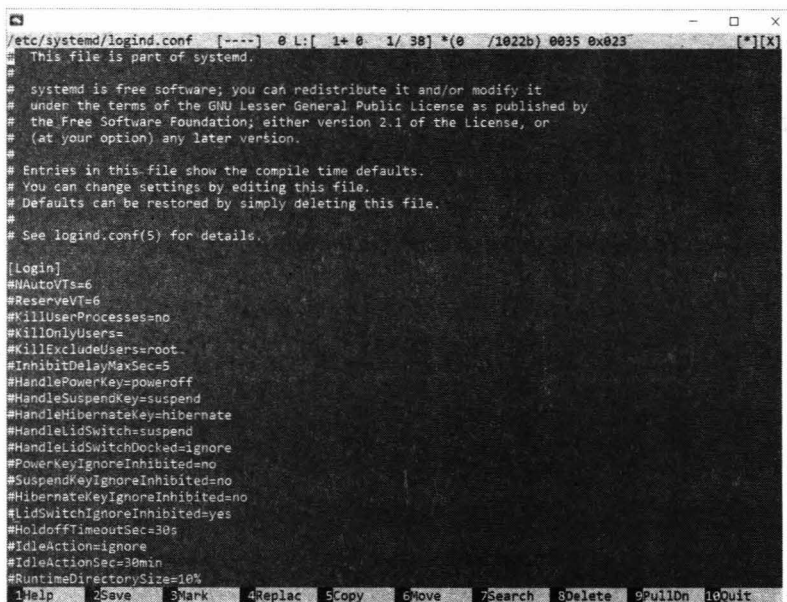 /etc/systemd/logind.conf [----] 0 L:[ 1+ 0 1/ 38] *(0 /1022b) 0035 0x023 [*][X]
# This file is part of systemd.
#
# systemd is free software; you can redistribute it and/or modify it
# under the terms of the GNU Lesser General Public License as published by
# the Free Software Foundation; either version 2.1 of the License, or
# (at your option) any later version.
#
# Entries in this file show the compile time defaults.
# You can change settings by editing this file.
# Defaults can be restored by simply deleting this file.
#
# See logind.conf(5) for details.
[Login]
#NAutoVTs=6
#ReserveVT=6
#KillUserProcesses=no
#KillOnlyUsers=
#KillExcludeUsers=root
#InhibitDelayMaxSec=5
#HandlePowerKey=poweroff
#HandleSuspendKey=suspend
#HandleHibernateKey=hibernate
#HandleLidSwitch=suspend
#HandleLidSwitchDocked=ignore
#PowerKeyIgnoreInhibited=no
#SuspendKeyIgnoreInhibited=no
#HibernateKeyIgnoreInhibited=no
#LidSwitchIgnoreInhibited=yes
#HoldoffTimeoutSec=30s
#IdleAction=ignore
#IdleActionSec=30min
#RuntimeDirectorySize=10%
1Help 2Save 3Mark 4Replac 5Copy 6Move 7Search 8Delete 9PullDn 10Quit